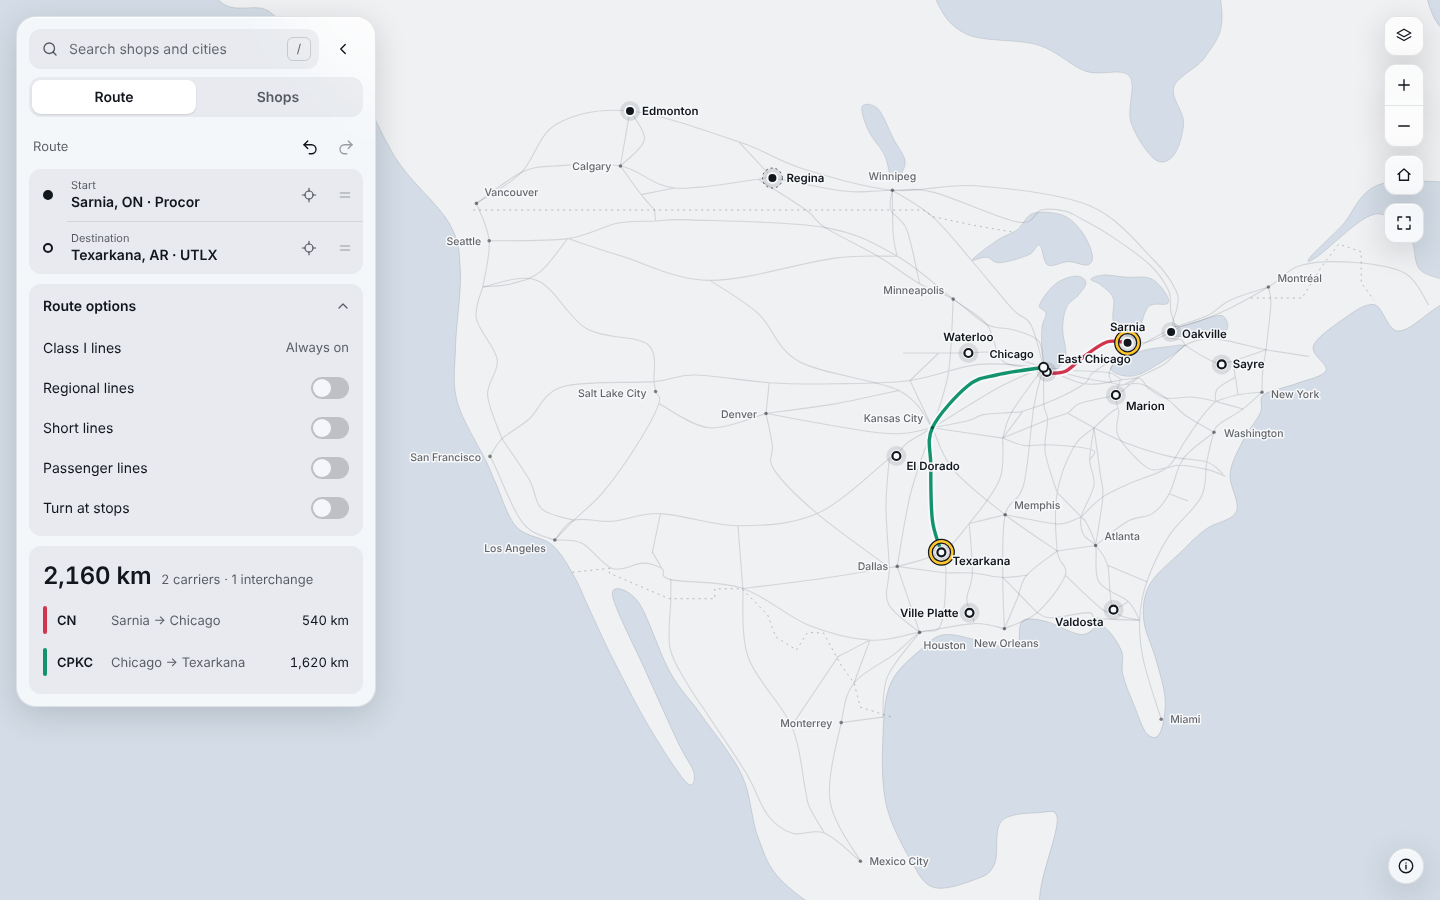 Search shops and cities
/
Route
Shops
Route
Start
Sarnia, ON · Procor
Destination
Texarkana, AR · UTLX
Route options
Class I lines
Always on
Regional lines
Short lines
Passenger lines
Turn at stops
2,160 km
2 carriers · 1 interchange
CN
Sarnia → Chicago
540 km
CPKC
Chicago → Texarkana
1,620 km
Edmonton
Calgary
Regina
Winnipeg
Vancouver
Seattle
Montréal
Minneapolis
Sarnia
Oakville
Waterloo
Chicago
East Chicago
Sayre
Salt Lake City
New York
Marion
Denver
Kansas City
Washington
San Francisco
El Dorado
Memphis
Atlanta
Los Angeles
Dallas
Texarkana
Ville Platte
Valdosta
Houston
New Orleans
Monterrey
Miami
Mexico City